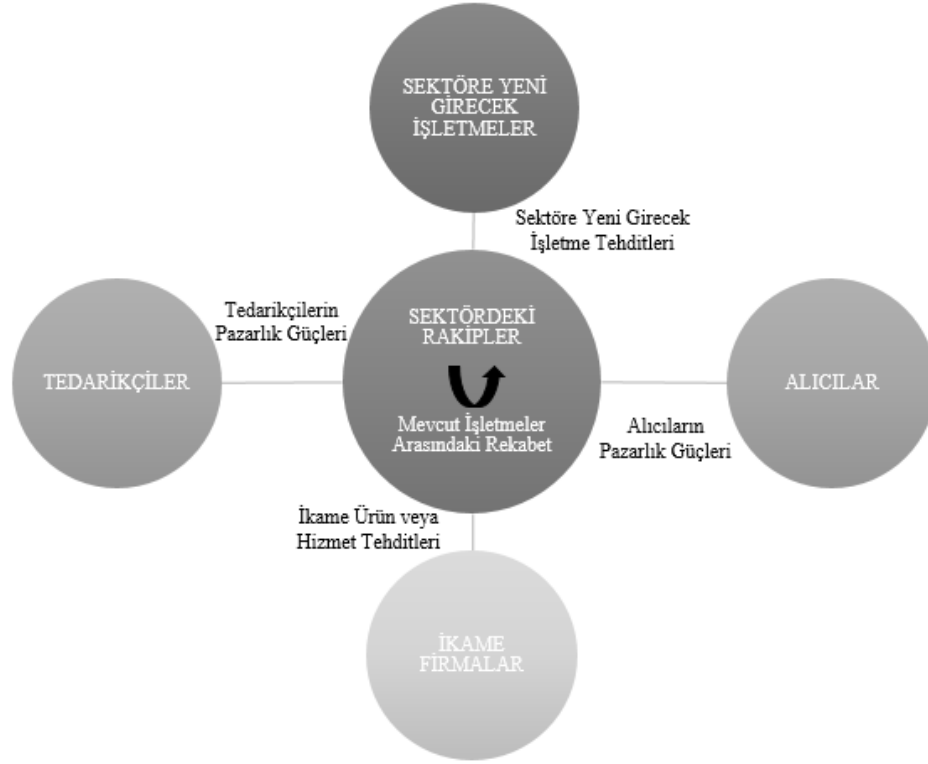 SEKTÖRE YENİ
GİRECEK
İŞLETMELER
Sektöre Yeni Girecek
İşletme Tehditleri
Tedarikçilerin
Pazarlık Güçleri
TEDARİKÇİLER
SEKTÖRDEKİ
RAKİPLER
Mevcut İşletmeler
Arasındaki Rekabet
ALICILAR
Alıcıların
Pazarlık Güçleri
İkame Ürün veya
Hizmet Tehditleri
İKAME
FİRMALAR